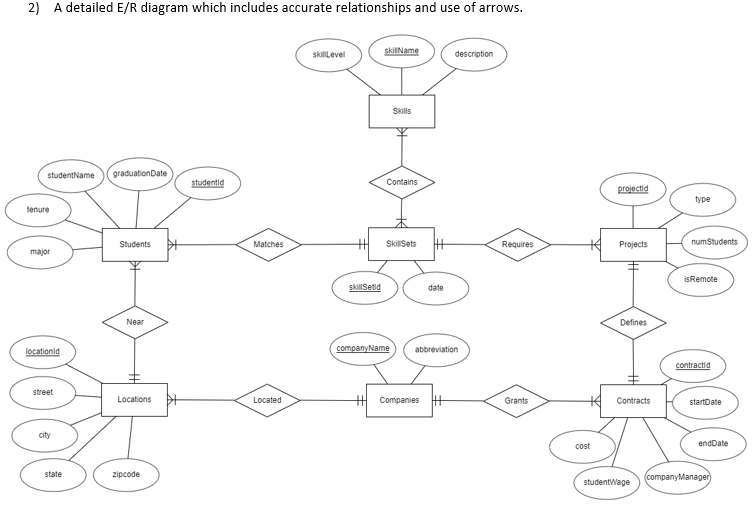 2) A detailed E/R diagram which includes accurate relationships and use of arrows.
skillLevel
skillName
description
Skills
studentName
graduationDate
studentId
Contains
projectId
type
tenure
major
Students
Matches
SkillSets
Requires
Projects
numStudents
isRemote
skillSetId
date
Near
Defines
locationId
companyName
abbreviation
contractId
street
Locations
Located
Companies
Grants
Contracts
startDate
city
cost
endDate
state
zipcode
studentWage
companyManager